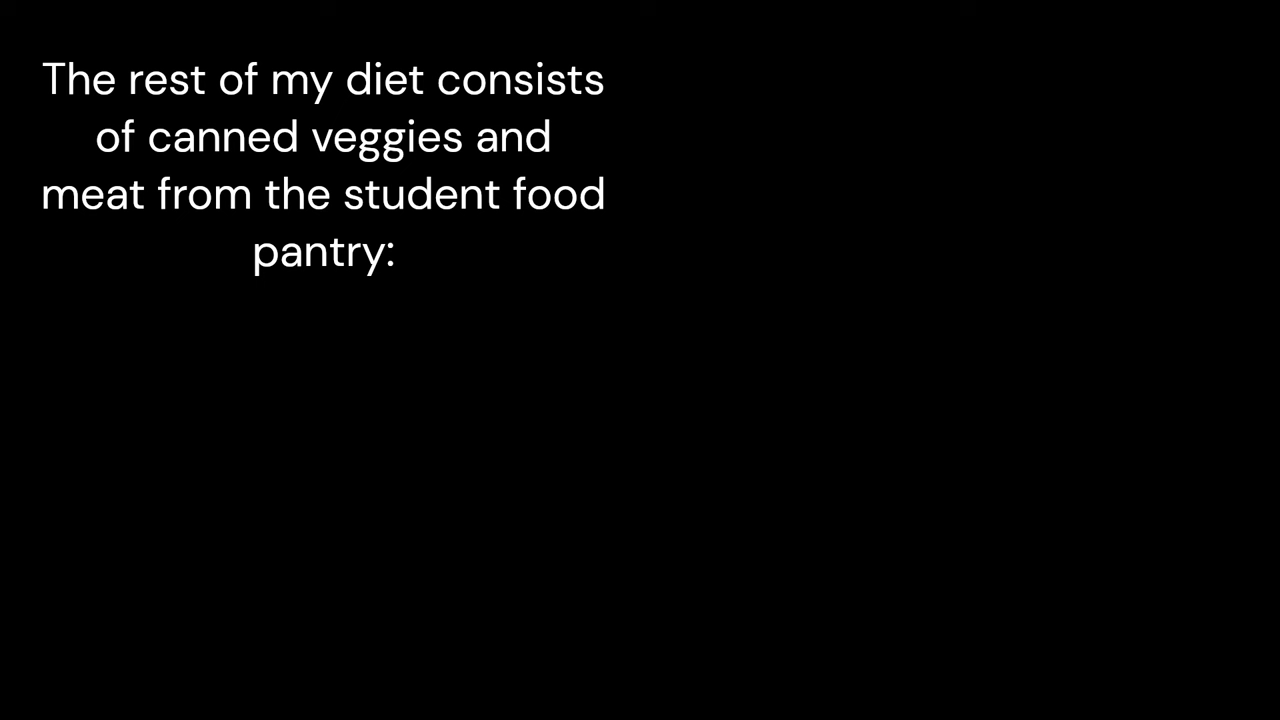 The rest of my diet consists
of canned veggies and
meat from the student food
pantry: